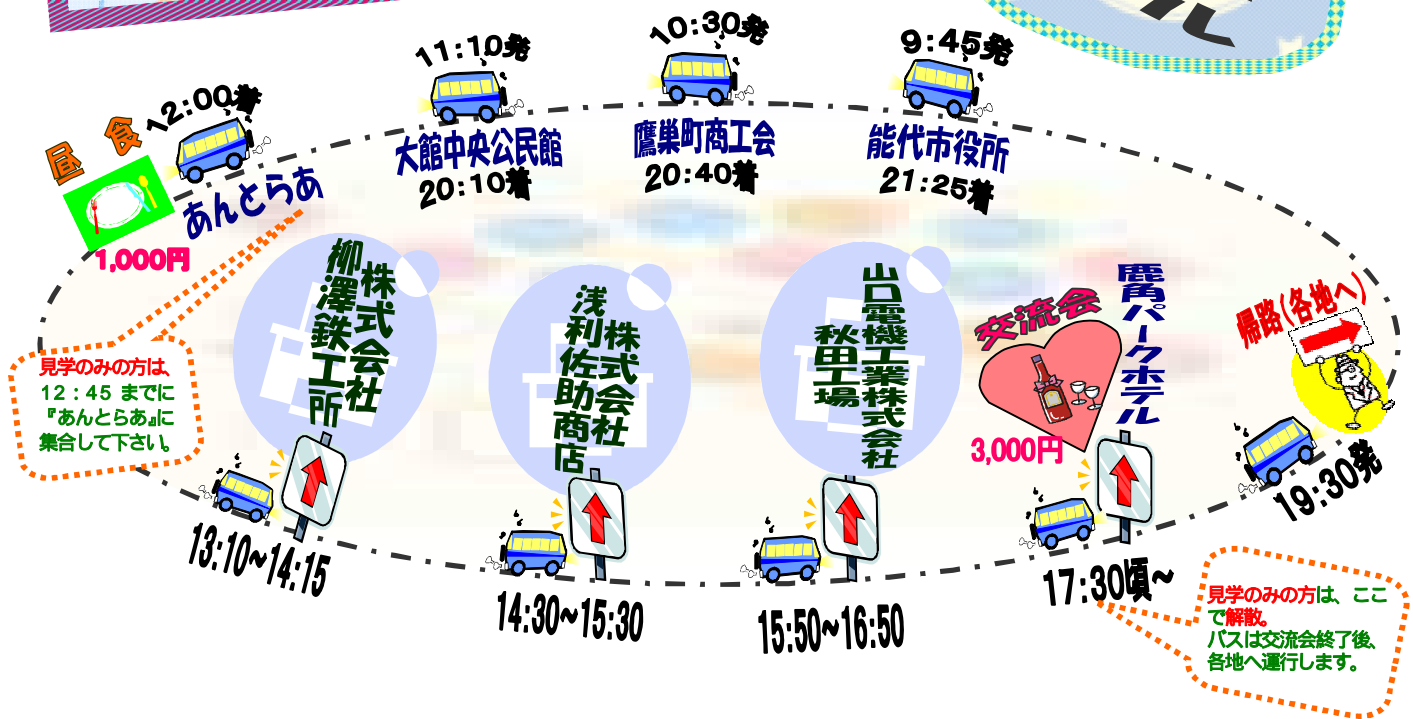 9:45発
能代市役所
21:25着
10:30発
鷹巣町商工会
20:40着
11:10発
大館中央公民館
20:10着
12:00着
あんとらあ
昼食
1,000円
見学のみの方は、
12:45 までに
『あんとらあ』に
集合して下さい。
株式会社
柳澤鉄工所
13:10~14:15
株式会社
浅利佐助商店
14:30~15:30
山口電機工業株式会社
秋田工場
15:50~16:50
交流会
3,000円
鹿角パークホテル
17:30頃~
見学のみの方は、ここ
で解散。
バスは交流会終了後、
各地へ運行します。
帰路(各地へ)
19:30発